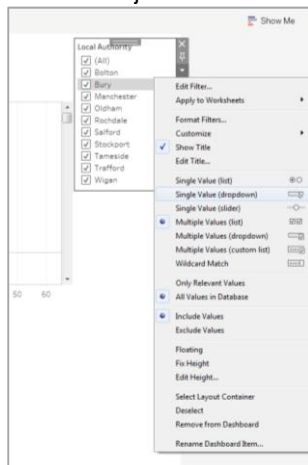 Show Me
Local Authority
(All)
Bolton
Bury
Manchester
Oldham
Rochdale
Salford
Stockport
Tameside
Trafford
Wigan
50 60
Edit Filter...
Apply to Worksheets
Format Filters...
Customize
Show Title
Edit Title...
Single Value (list)
Single Value (dropdown)
Single Value (slider)
Multiple Values (list)
Multiple Values (dropdown)
Multiple Values (custom list)
Wildcard Match
Only Relevant Values
All Values in Database
Include Values
Exclude Values
Floating
Fix Height
Edit Height...
Select Layout Container
Deselect
Remove from Dashboard
Rename Dashboard Item...